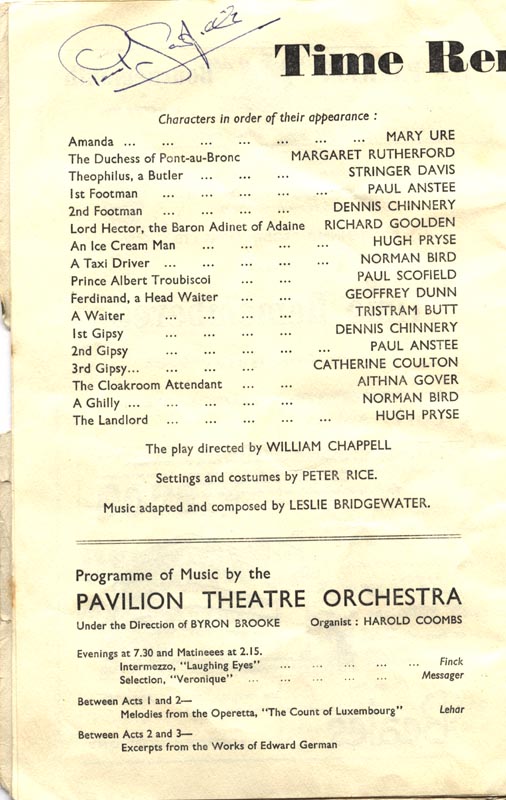 Paul Scofield
Time Rem
Characters in order of their appearance :
Amanda ... ... ... ... ... ... ... MARY URE
The Duchess of Pont-au-Bronc MARGARET RUTHERFORD
Theophilus, a Butler ... ... ... STRINGER DAVIS
1st Footman ... ... ... ... ... PAUL ANSTEE
2nd Footman ... ... ... ... DENNIS CHINNERY
Lord Hector, the Baron Adinet of Adaine RICHARD GOOLDEN
An Ice Cream Man ... ... ... ... HUGH PRYSE
A Taxi Driver ... ... ... ... ... NORMAN BIRD
Prince Albert Troubiscoi ... ... PAUL SCOFIELD
Ferdinand, a Head Waiter ... ... GEOFFREY DUNN
A Waiter ... ... ... ... TRISTRAM BUTT
1st Gipsy ... ... ... ... DENNIS CHINNERY
2nd Gipsy ... ... ... ... ... PAUL ANSTEE
3rd Gipsy... ... ... ... CATHERINE COULTON
The Cloakroom Attendant ... ... AITHNA GOVER
A Ghilly ... ... ... ... ... NORMAN BIRD
The Landlord ... ... ... ... ... HUGH PRYSE
The play directed by WILLIAM CHAPPELL
Settings and costumes by PETER RICE.
Music adapted and composed by LESLIE BRIDGEWATER.
Programme of Music by the
PAVILION THEATRE ORCHESTRA
Under the Direction of BYRON BROOKE Organist : HAROLD COOMBS
Evenings at 7.30 and Matineees at 2.15.
Intermezzo, "Laughing Eyes" ... ... ... ... ... Finck
Selection, "Veronique" ... ... ... ... ... Messager
Between Acts 1 and 2—
Melodies from the Operetta, "The Count of Luxembourg" Lehar
Between Acts 2 and 3—
Excerpts from the Works of Edward German